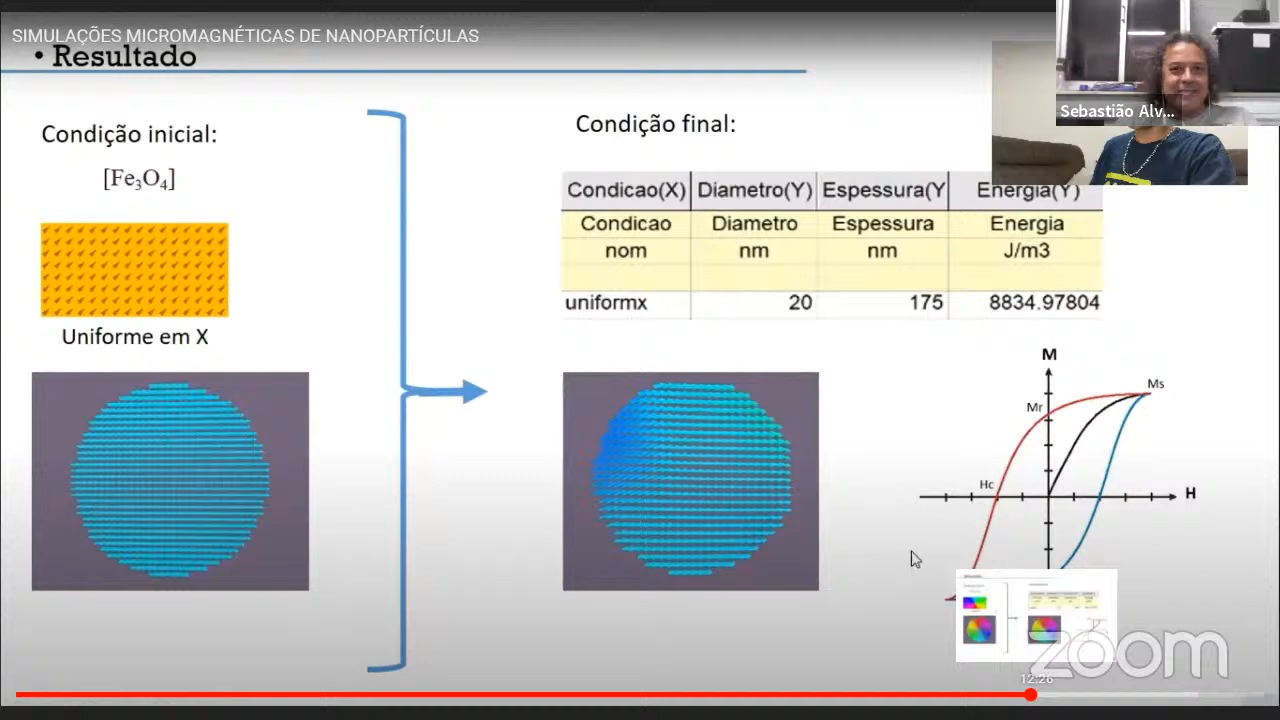 SIMULAÇÕES MICROMAGNÉTICAS DE NANOPARTÍCULAS
• Resultado
Sebastião Alv...
Condição inicial:
[Fe₃O₄]
Uniforme em X
Condição final:
Condicao(X) Diametro(Y) Espessura(Y Energia(Y)
Condicao Diametro Espessura Energia
nom nm nm J/m3
uniformx 20 175 8834.97804
M
Ms
Mr
Hc
H
zoom
12:26